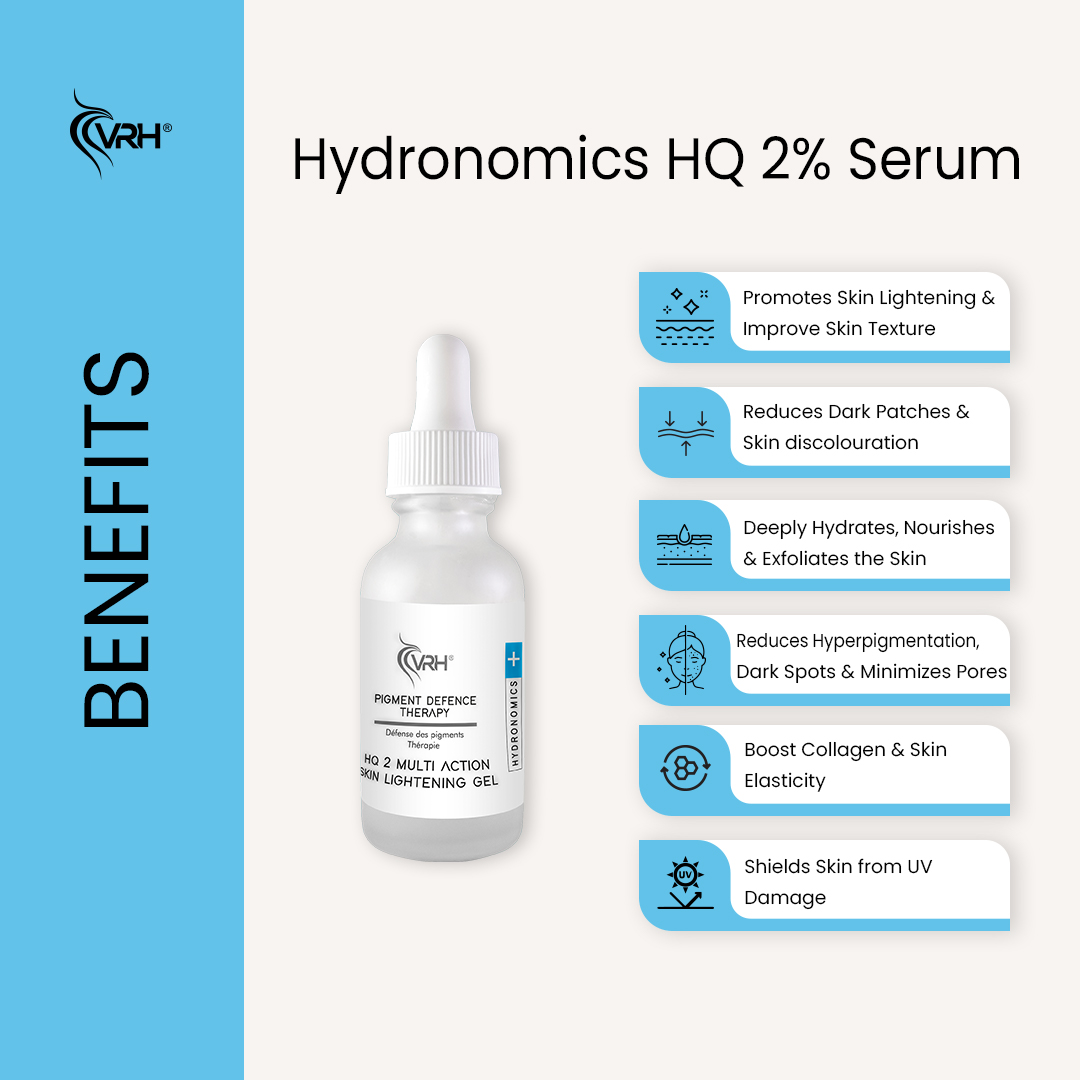 VRH®
BENEFITS
Hydronomics HQ 2% Serum
VRH®
PIGMENT DEFENCE
THERAPY
Défense des pigments
Thérapie
HQ 2 MULTI ACTION
SKIN LIGHTENING GEL
+
HYDRONOMICS
Promotes Skin Lightening &
Improve Skin Texture
Reduces Dark Patches &
Skin discolouration
Deeply Hydrates, Nourishes
& Exfoliates the Skin
Reduces Hyperpigmentation,
Dark Spots & Minimizes Pores
Boost Collagen & Skin
Elasticity
UV
Shields Skin from UV
Damage